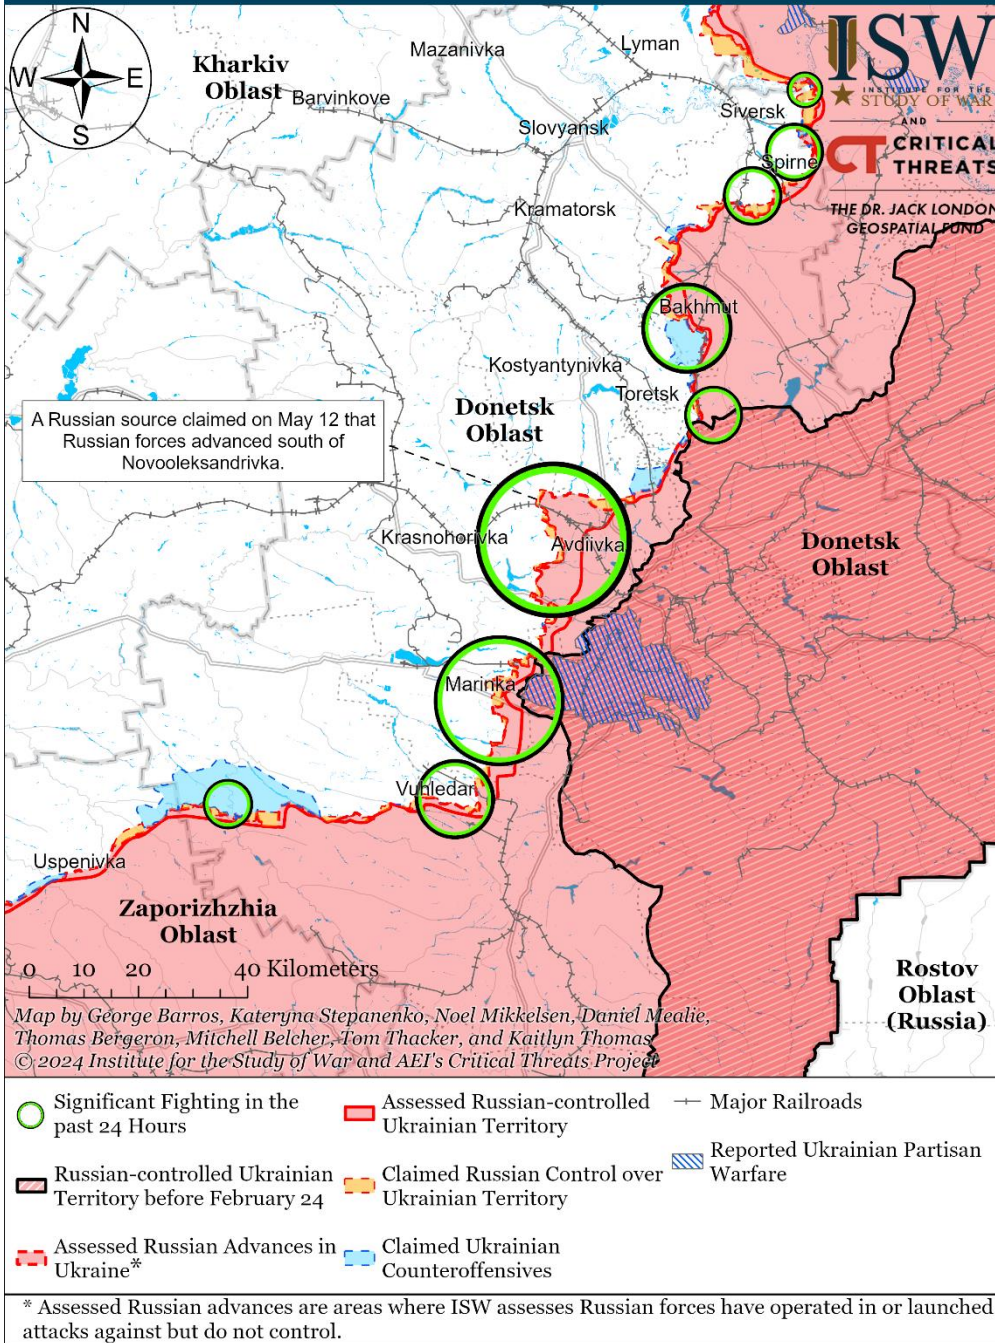 N
W E
S
Kharkiv
Oblast
Mazanivka
Lyman
Barvinkove
Slovyansk
Siversk
Spirne
Kramatorsk
ISW
INSTITUTE FOR THE
STUDY OF WAR
AND
CT CRITICAL
THREATS
THE DR. JACK LONDON
GEOSPATIAL FUND
Bakhmut
Kostyantynivka
Toretsk
Donetsk
Oblast
A Russian source claimed on May 12 that
Russian forces advanced south of
Novooleksandrivka.
Krasnohorivka
Avdiivka
Donetsk
Oblast
Marinka
Vuhledar
Uspenivka
Zaporizhzhia
Oblast
Rostov
Oblast
(Russia)
0 10 20 40 Kilometers
Map by George Barros, Kateryna Stepanenko, Noel Mikkelsen, Daniel Mealie,
Thomas Bergeron, Mitchell Belcher, Tom Thacker, and Kaitlyn Thomas
© 2024 Institute for the Study of War and AEI's Critical Threats Project
Significant Fighting in the
past 24 Hours
Russian-controlled Ukrainian
Territory before February 24
Assessed Russian Advances in
Ukraine*
Assessed Russian-controlled
Ukrainian Territory
Claimed Russian Control over
Ukrainian Territory
Claimed Ukrainian
Counteroffensives
Major Railroads
Reported Ukrainian Partisan
Warfare
* Assessed Russian advances are areas where ISW assesses Russian forces have operated in or launched
attacks against but do not control.